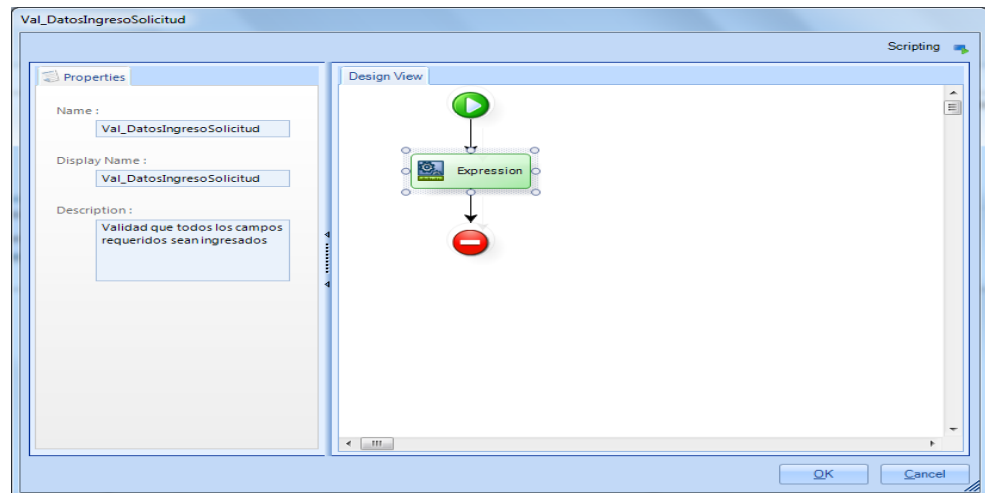 Val_DatosIngresoSolicitud
Scripting
Properties
Name :
Val_DatosIngresoSolicitud
Display Name :
Val_DatosIngresoSolicitud
Description :
Validad que todos los campos
requeridos sean ingresados
Design View
Expression
OK
Cancel